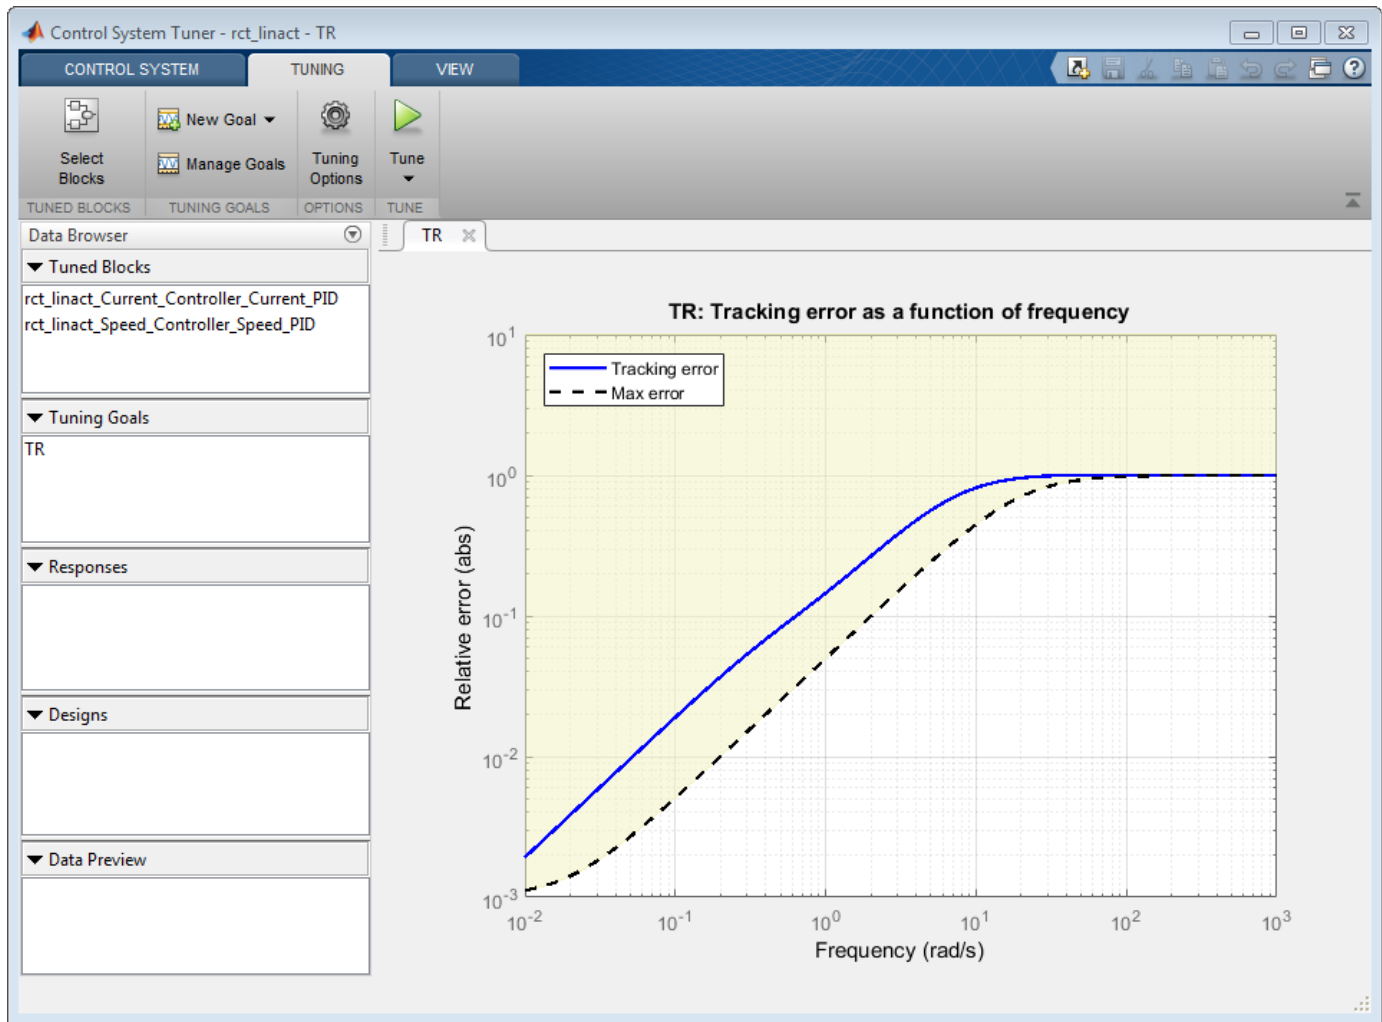 Control System Tuner - rct_linact - TR
CONTROL SYSTEM
TUNING
VIEW
Select
Blocks
New Goal
Manage Goals
Tuning
Options
Tune
TUNED BLOCKS
TUNING GOALS
OPTIONS
TUNE
Data Browser
Tuned Blocks
rct_linact_Current_Controller_Current_PID
rct_linact_Speed_Controller_Speed_PID
Tuning Goals
TR
Responses
Designs
Data Preview
TR
TR: Tracking error as a function of frequency
Tracking error
Max error
Relative error (abs)
10^1
10^0
10^-1
10^-2
10^-3
10^-2
10^-1
10^0
10^1
10^2
10^3
Frequency (rad/s)